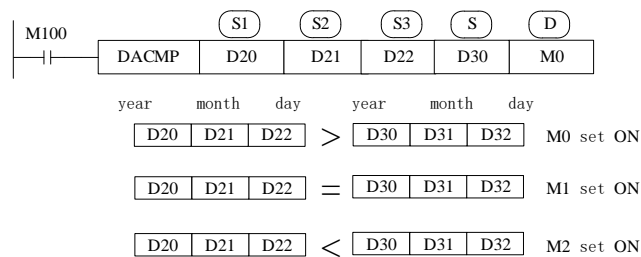 S1 S2 S3 S D
M100
DACMP D20 D21 D22 D30 M0
year month day year month day
D20 D21 D22 > D30 D31 D32 M0 set ON
D20 D21 D22 = D30 D31 D32 M1 set ON
D20 D21 D22 < D30 D31 D32 M2 set ON